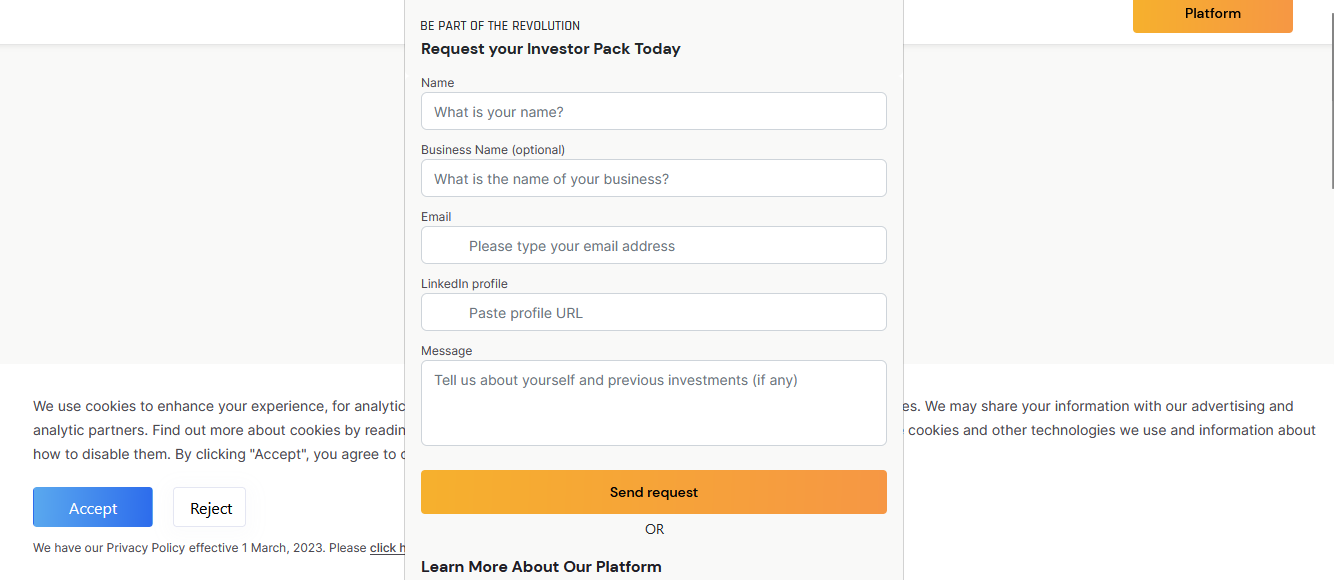 Platform
BE PART OF THE REVOLUTION
Request your Investor Pack Today
Name
What is your name?
Business Name (optional)
What is the name of your business?
Email
Please type your email address
LinkedIn profile
Paste profile URL
Message
Tell us about yourself and previous investments (if any)
We use cookies to enhance your experience, for analytic
es. We may share your information with our advertising and
analytic partners. Find out more about cookies by readin
cookies and other technologies we use and information about
how to disable them. By clicking "Accept", you agree to
Send request
Accept
Reject
OR
We have our Privacy Policy effective 1 March, 2023. Please click h
Learn More About Our Platform